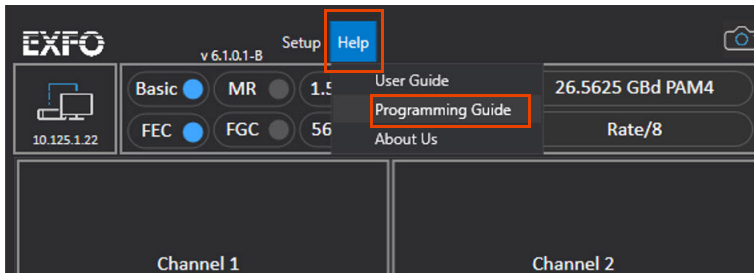 EXFO
v 6.1.0.1-B
Setup Help
User Guide
Programming Guide
About Us
10.125.1.22
Basic MR 1.5
FEC FGC 56
26.5625 GBd PAM4
Rate/8
Channel 1
Channel 2